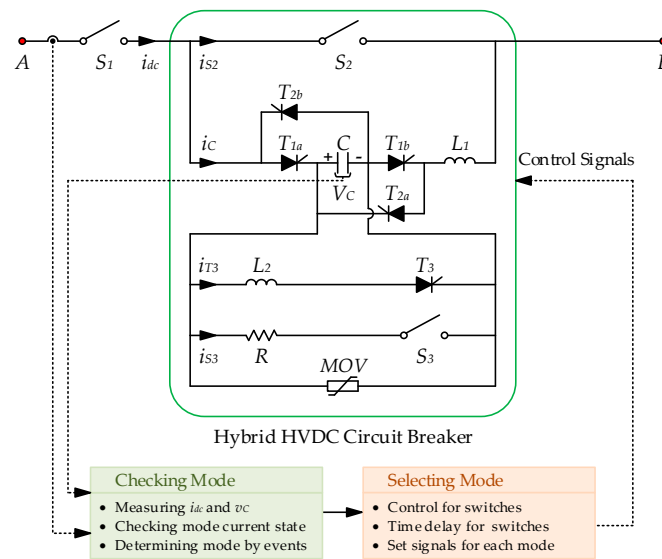 A
S1
idc
iS2
S2
T2b
iC
T1a
+
C
-
T1b
L1
VC
T2a
Control Signals
iT3
L2
T3
iS3
R
S3
MOV
Hybrid HVDC Circuit Breaker
Checking Mode
• Measuring idc and vC
• Checking mode current state
• Determining mode by events
Selecting Mode
• Control for switches
• Time delay for switches
• Set signals for each mode